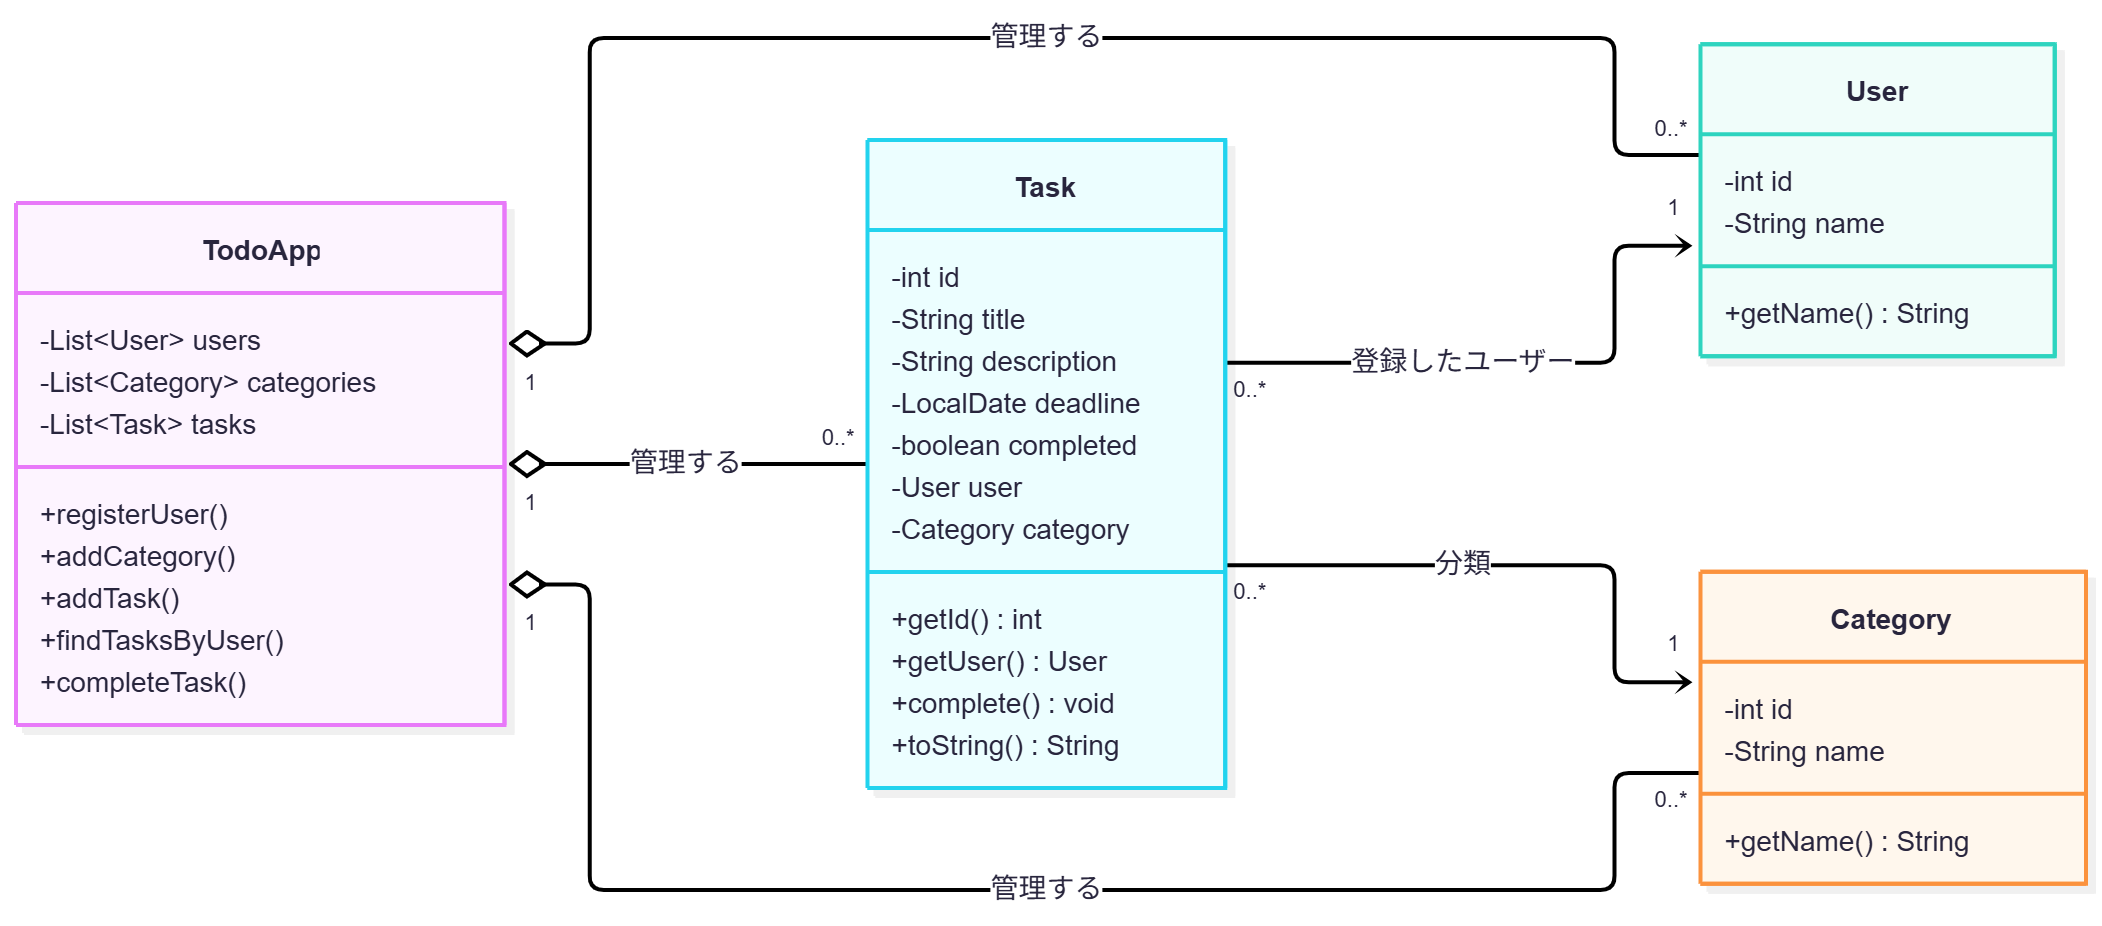 管理する
0..*
1
TodoApp
-List<User> users
-List<Category> categories
-List<Task> tasks
+registerUser()
+addCategory()
+addTask()
+findTasksByUser()
+completeTask()
1
管理する
0..*
1
Task
-int id
-String title
-String description
-LocalDate deadline
-boolean completed
-User user
-Category category
+getId() : int
+getUser() : User
+complete() : void
+toString() : String
0..*
登録したユーザー
1
User
-int id
-String name
+getName() : String
0..*
分類
1
Category
-int id
-String name
+getName() : String
0..*
管理する